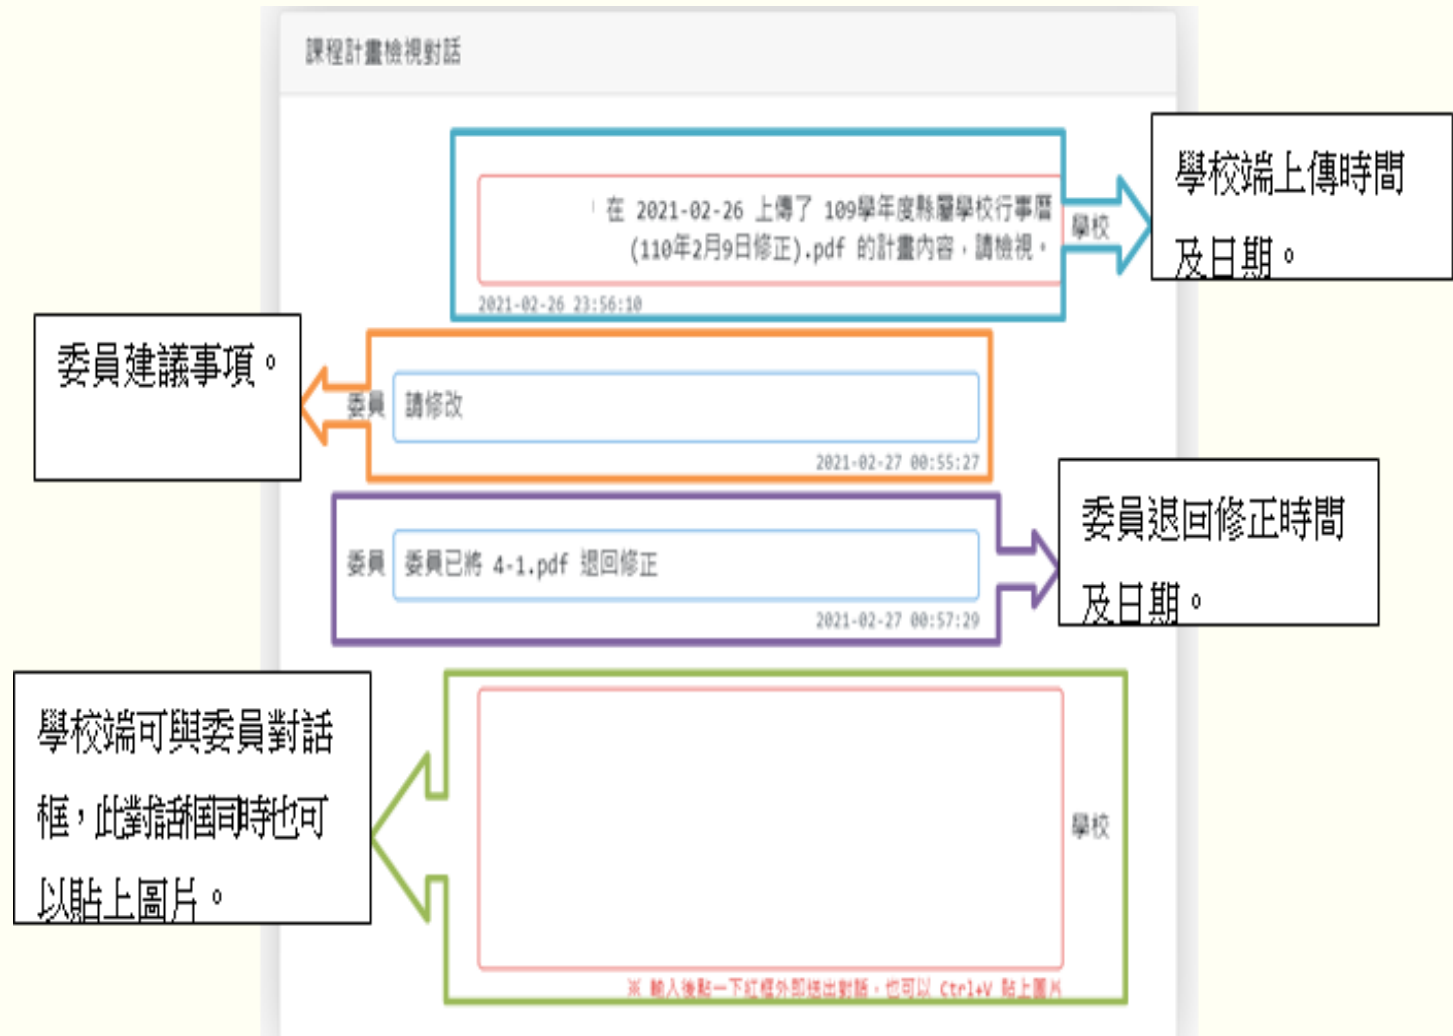 課程計畫檢視對話
在 2021-02-26 上傳了 109學年度縣屬學校行事曆
(110年2月9日修正).pdf 的計畫內容，請檢視。
學校
2021-02-26 23:56:10
學校端上傳時間
及日期。
委員建議事項。
委員
請修改
2021-02-27 00:55:27
委員
委員已將 4-1.pdf 退回修正
2021-02-27 00:57:29
委員退回修正時間
及日期。
學校端可與委員對話
框，此對話框同時也可
以貼上圖片。
學校
※ 輸入後點一下紅框外即送出對話，也可以 Ctrl+V 貼上圖片